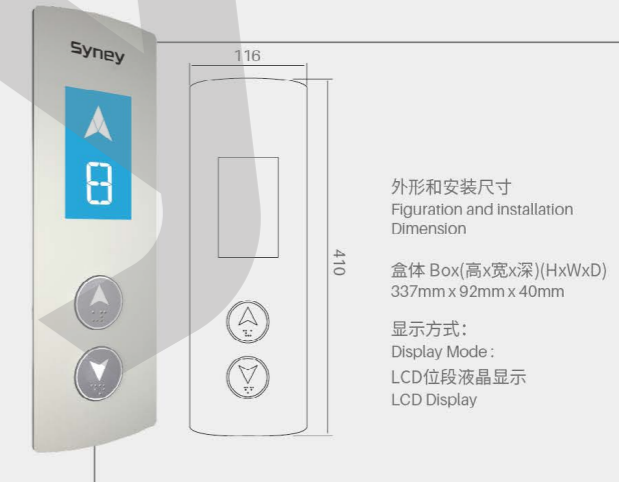 Syney
8
116
410
外形和安装尺寸
Figuration and installation
Dimension
盒体 Box(高x宽x深)(HxWxD)
337mm x 92mm x 40mm
显示方式：
Display Mode :
LCD位段液晶显示
LCD Display